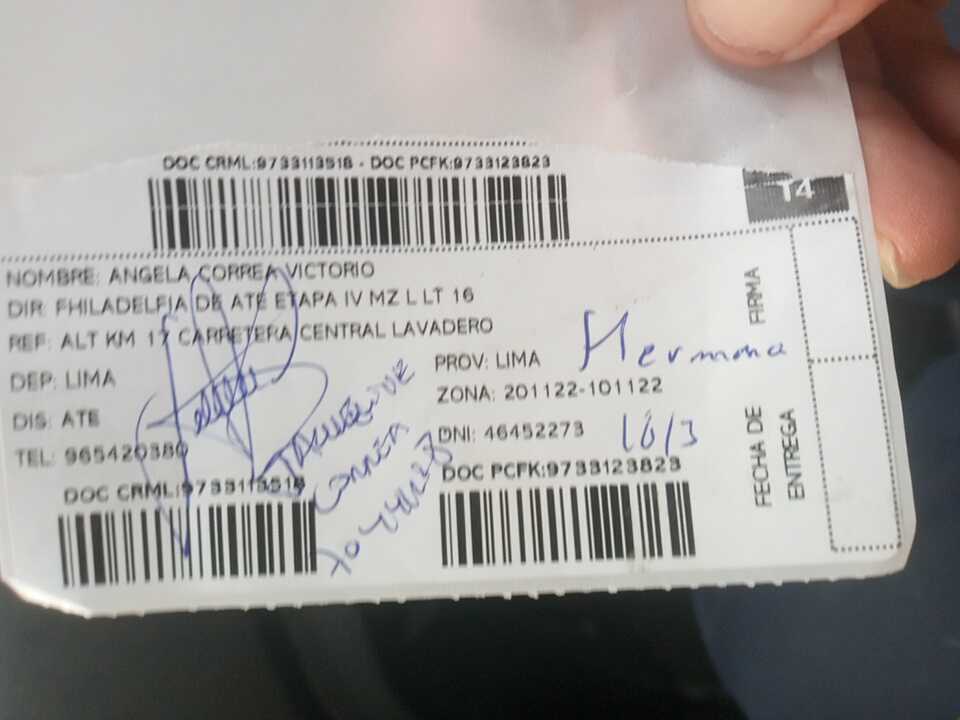 DOC CRML:9733113518 - DOC PCFK:9733123823
T4
NOMBRE: ANGELA CORREA VICTORIO
DIR: FHILADELFIA DE ATE ETAPA IV MZ L LT 16
REF: ALT KM 17 CARRETERA CENTRAL LAVADERO
DEP: LIMA
PROV: LIMA
Hermana
ZONA: 201122-101122
DIS: ATE
TEL: 965420380
DNI: 46452273
10/3
DOC CRML:9733113518
DOC PCFK:9733123823
FIRMA
FECHA DE
ENTREGA